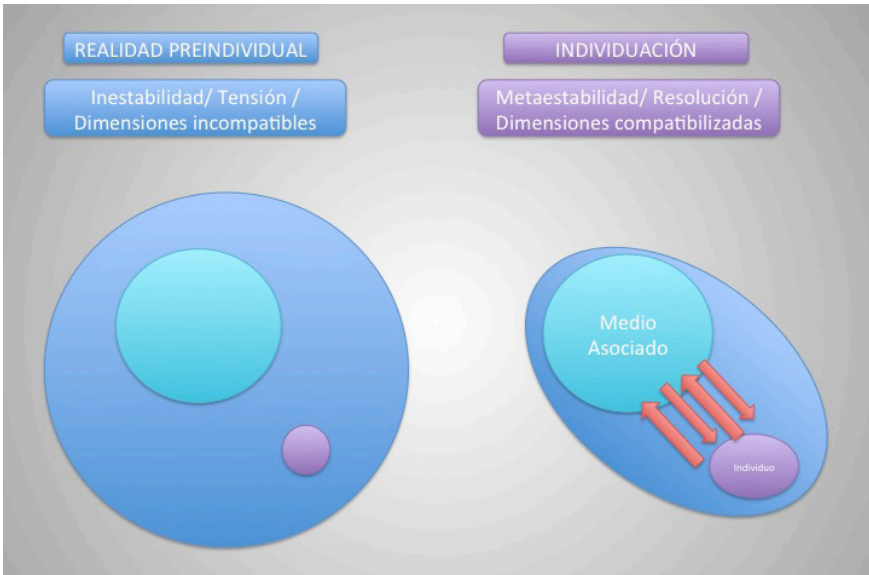 REALIDAD PREINDIVIDUAL
Inestabilidad/ Tensión /
Dimensiones incompatibles
INDIVIDUACIÓN
Metaestabilidad/ Resolución /
Dimensiones compatibilizadas
Medio
Asociado
Individuo